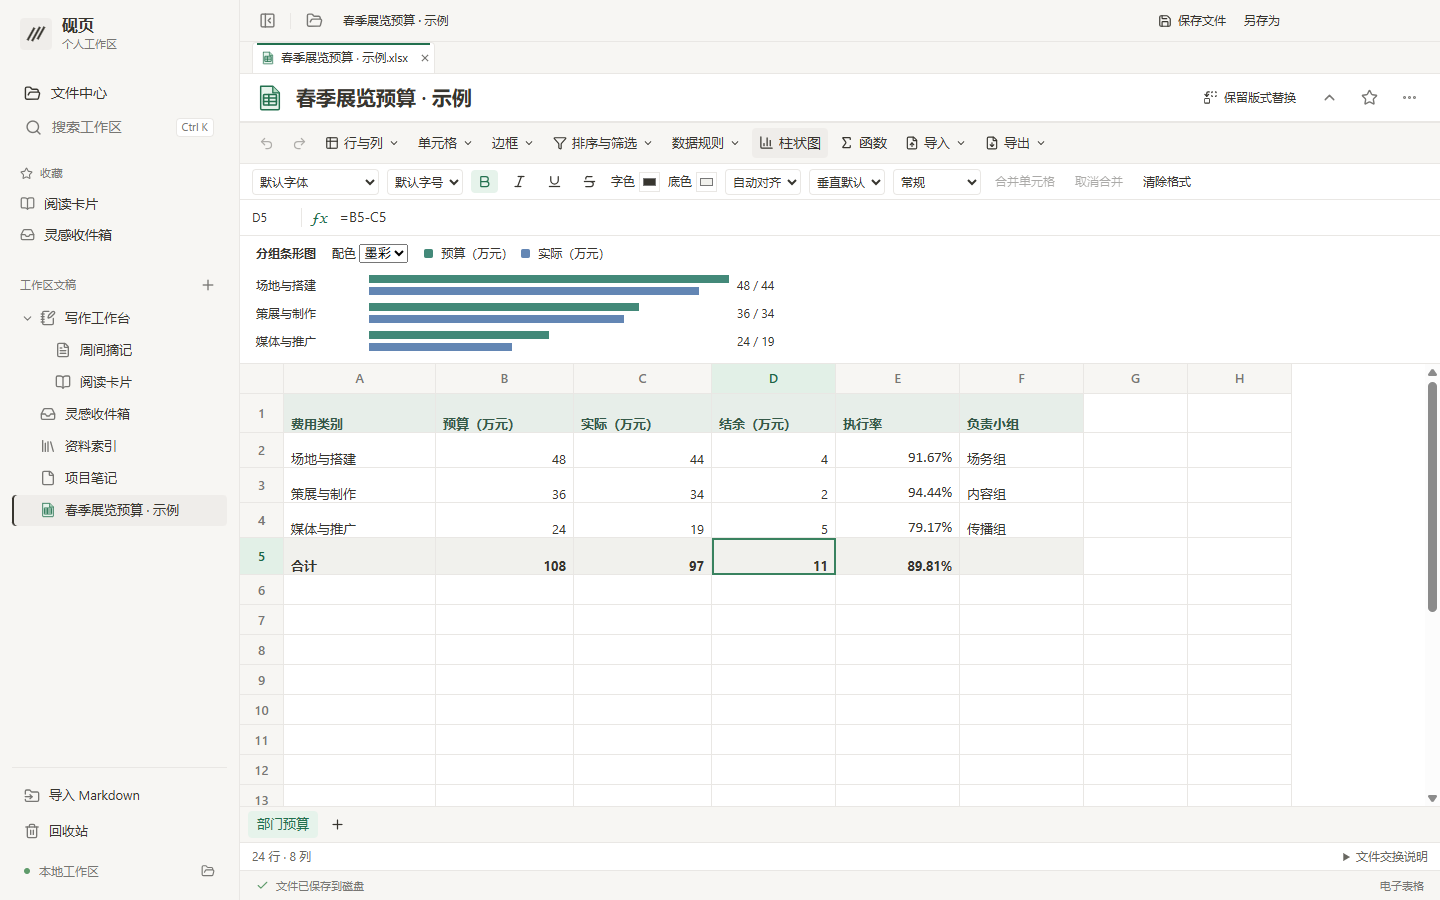 砚页
个人工作区
文件中心
搜索工作区 Ctrl K
收藏
阅读卡片
灵感收件箱
工作区文稿
写作工作台
周间摘记
阅读卡片
灵感收件箱
资料索引
项目笔记
春季展览预算 · 示例
导入 Markdown
回收站
本地工作区
春季展览预算 · 示例
保存文件 另存为
春季展览预算 · 示例.xlsx
春季展览预算 · 示例
保留版式替换
行与列 单元格 边框 排序与筛选 数据规则 柱状图 函数 导入 导出
默认字体 默认字号 B I U S 字色 底色 自动对齐 垂直默认 常规 合并单元格 取消合并 清除格式
D5 fx =B5-C5
分组条形图 配色 墨彩 预算（万元） 实际（万元）
场地与搭建 48 / 44
策展与制作 36 / 34
媒体与推广 24 / 19
A B C D E F G H
1 费用类别 预算（万元） 实际（万元） 结余（万元） 执行率 负责小组
2 场地与搭建 48 44 4 91.67% 场务组
3 策展与制作 36 34 2 94.44% 内容组
4 媒体与推广 24 19 5 79.17% 传播组
5 合计 108 97 11 89.81%
6
7
8
9
10
11
12
13
部门预算
24 行 · 8 列 文件交换说明
文件已保存到磁盘 电子表格